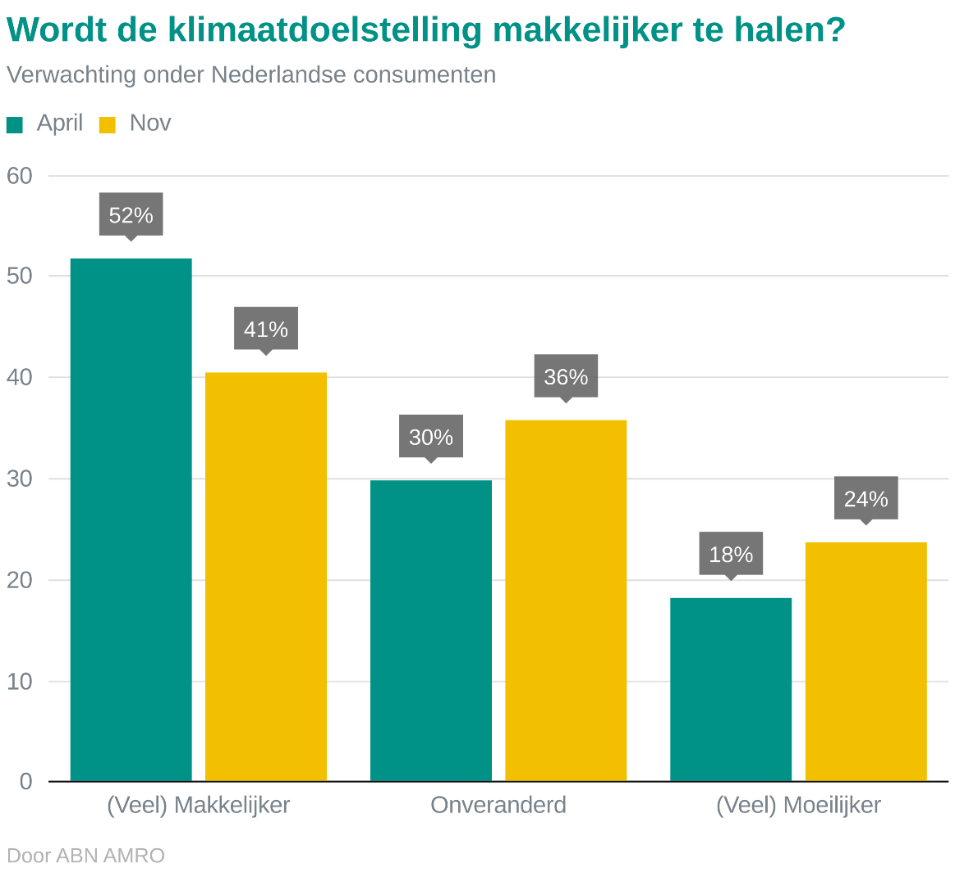 Wordt de klimaatdoelstelling makkelijker te halen?
Verwachting onder Nederlandse consumenten
April Nov
60
52%
50
41%
40
36%
30%
30
24%
18%
20
10
0
(Veel) Makkelijker Onveranderd (Veel) Moeilijker
Door ABN AMRO